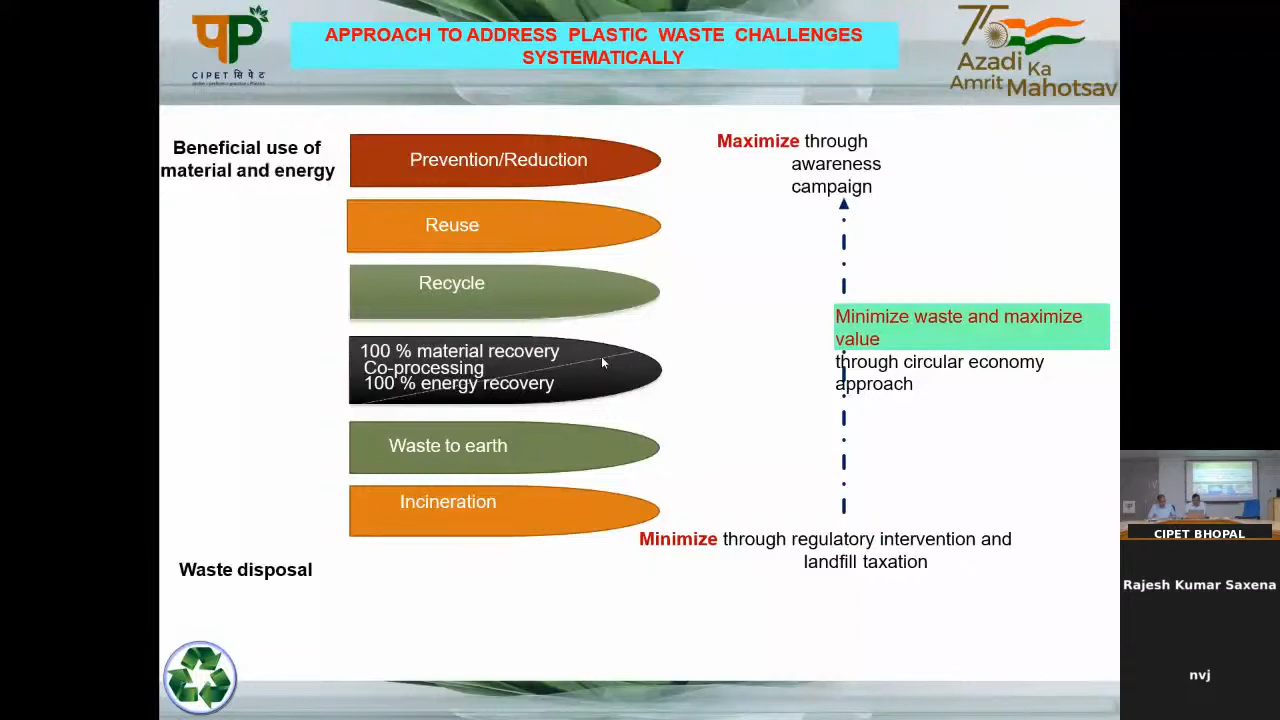 APPROACH TO ADDRESS PLASTIC WASTE CHALLENGES
SYSTEMATICALLY
CIPET सिपेट
75
Azadi Ka
Amrit Mahotsav
Beneficial use of
material and energy
Prevention/Reduction
Reuse
Recycle
100 % material recovery
Co-processing
100 % energy recovery
Waste to earth
Incineration
Waste disposal
Maximize through
awareness
campaign
Minimize waste and maximize
value
through circular economy
approach
Minimize through regulatory intervention and
landfill taxation
CIPET BHOPAL
Rajesh Kumar Saxena
nvj